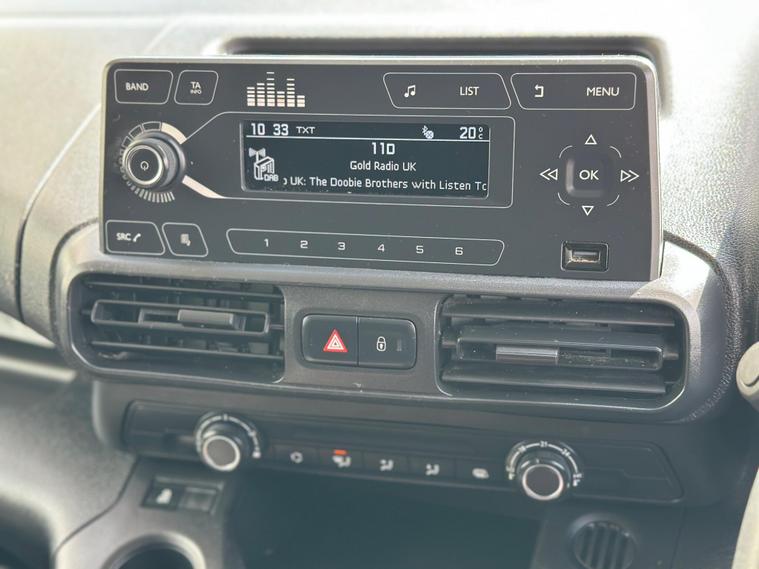 BAND
TA
INFO
LIST
MENU
10 33 TXT
20°C
11D
Gold Radio UK
DAB
UK: The Doobie Brothers with Listen To
OK
SRC
1 2 3 4 5 6
21